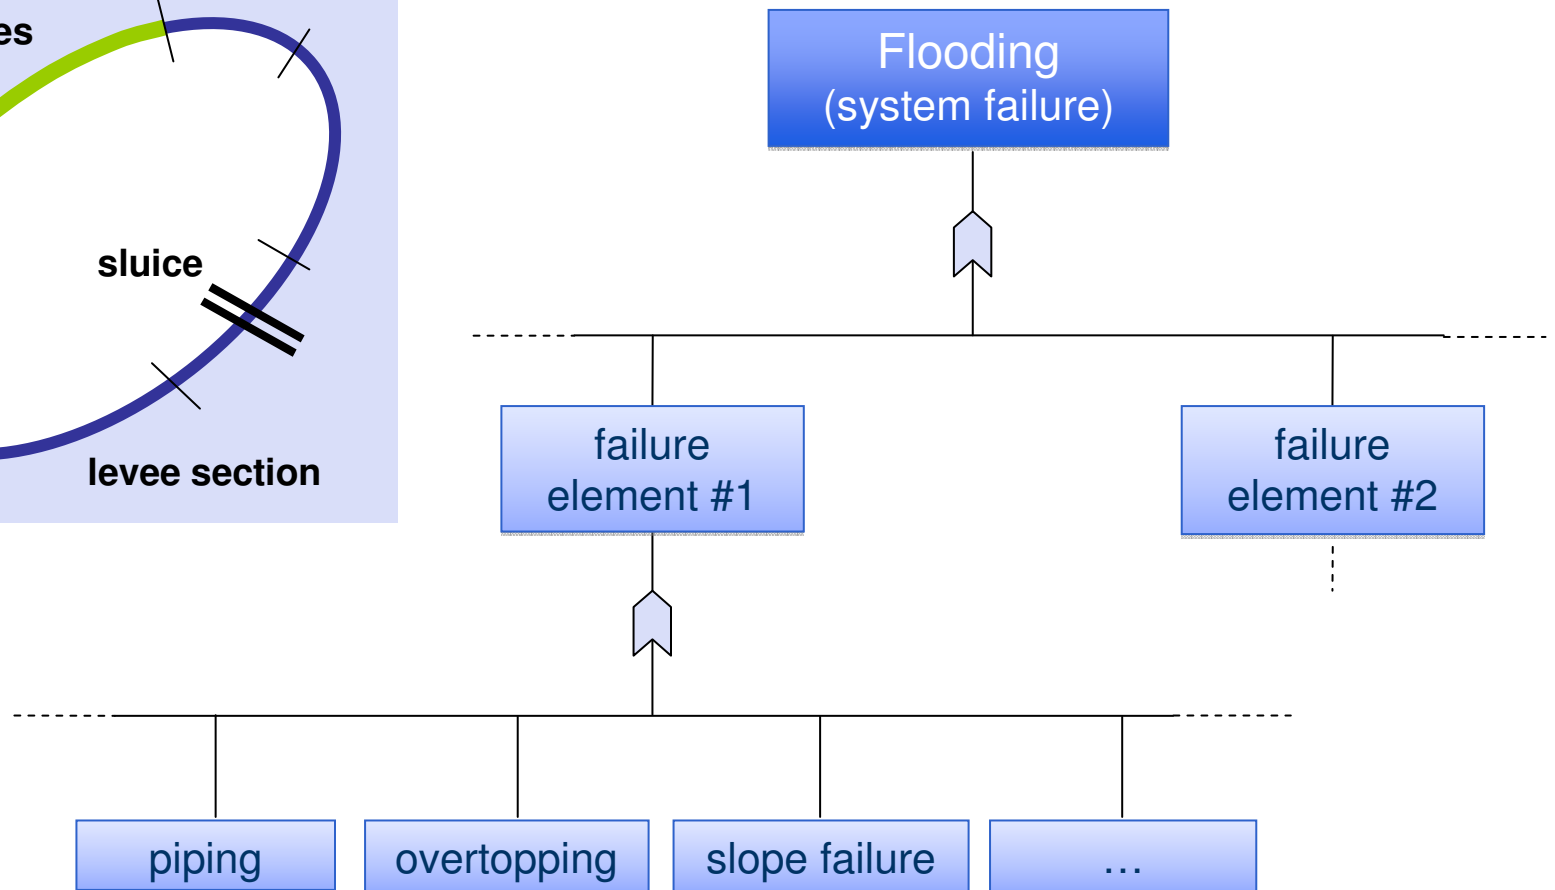 es
Flooding
(system failure)
sluice
levee section
failure
element #1
failure
element #2
piping
overtopping
slope failure
...